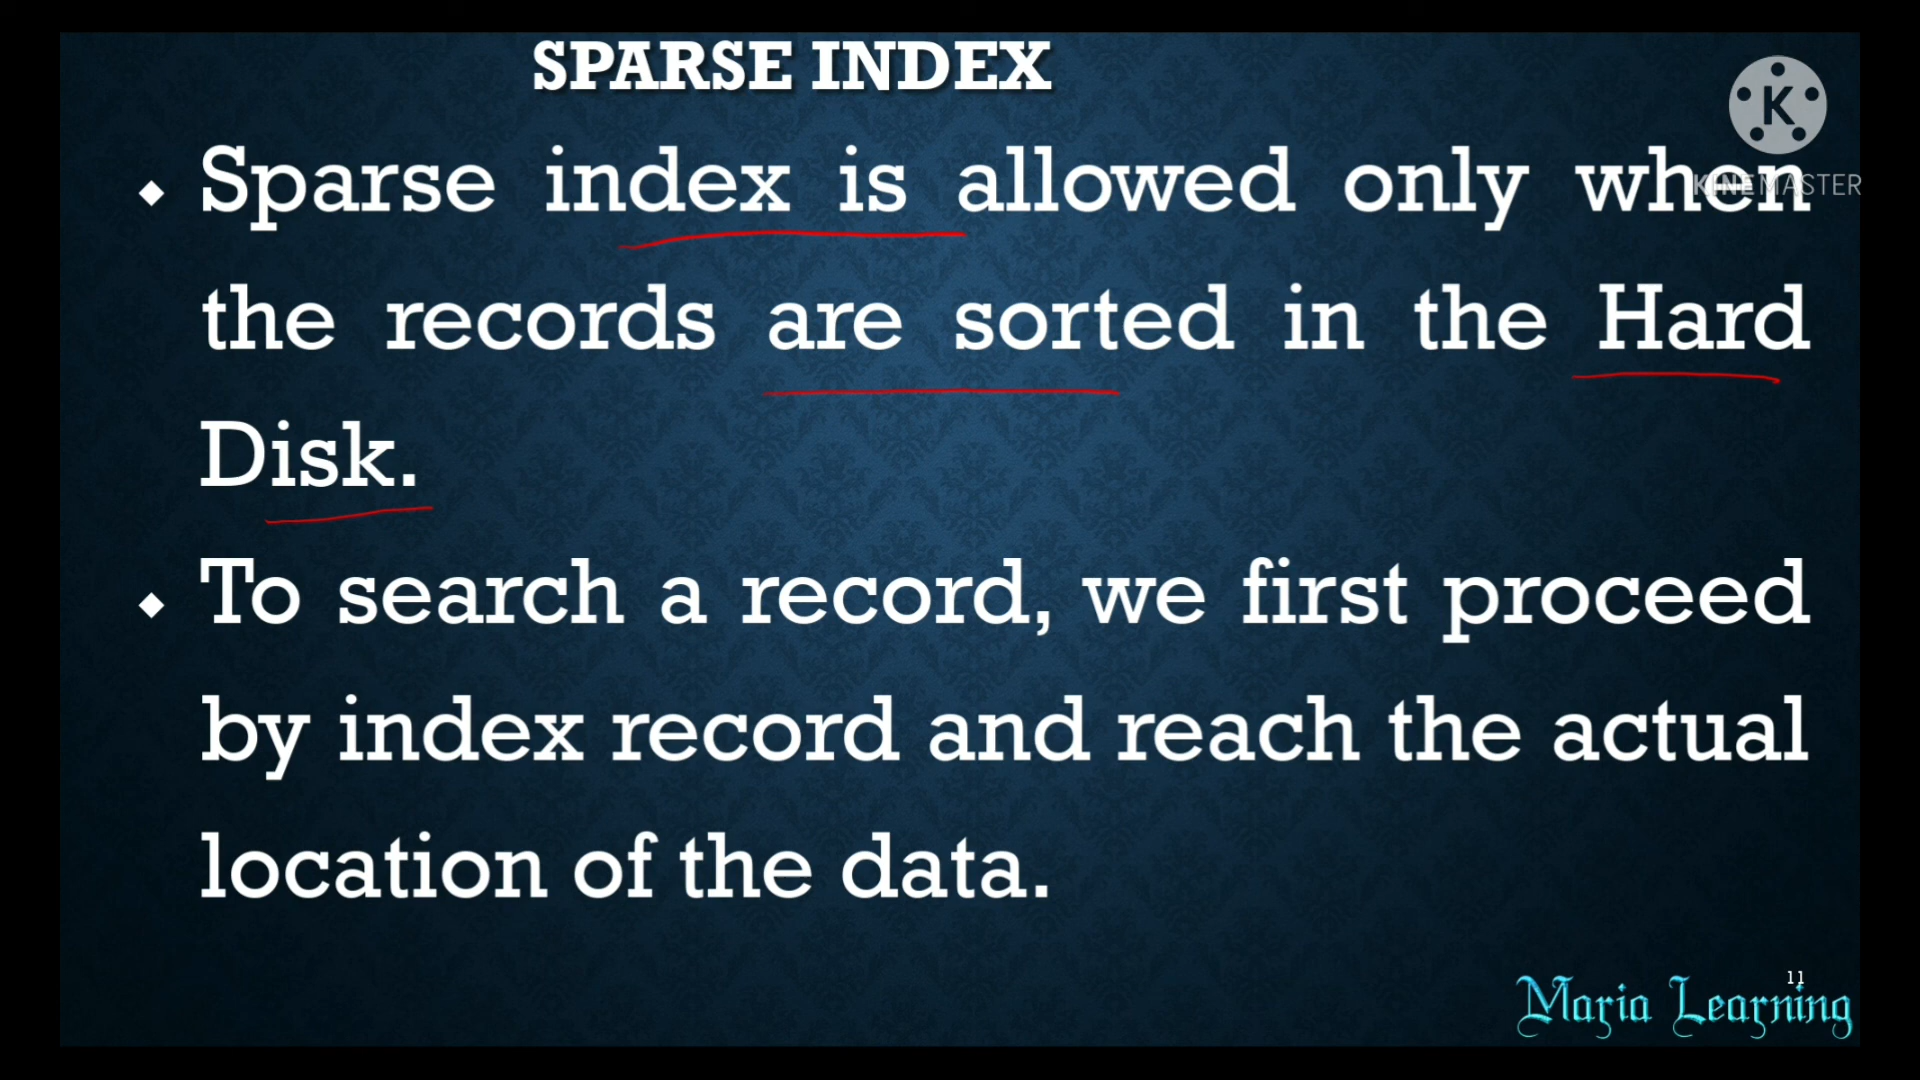 SPARSE INDEX
K
KINEMASTER
Sparse index is allowed only when
the records are sorted in the Hard
Disk.
To search a record, we first proceed
by index record and reach the actual
location of the data.
11
Maria Learning